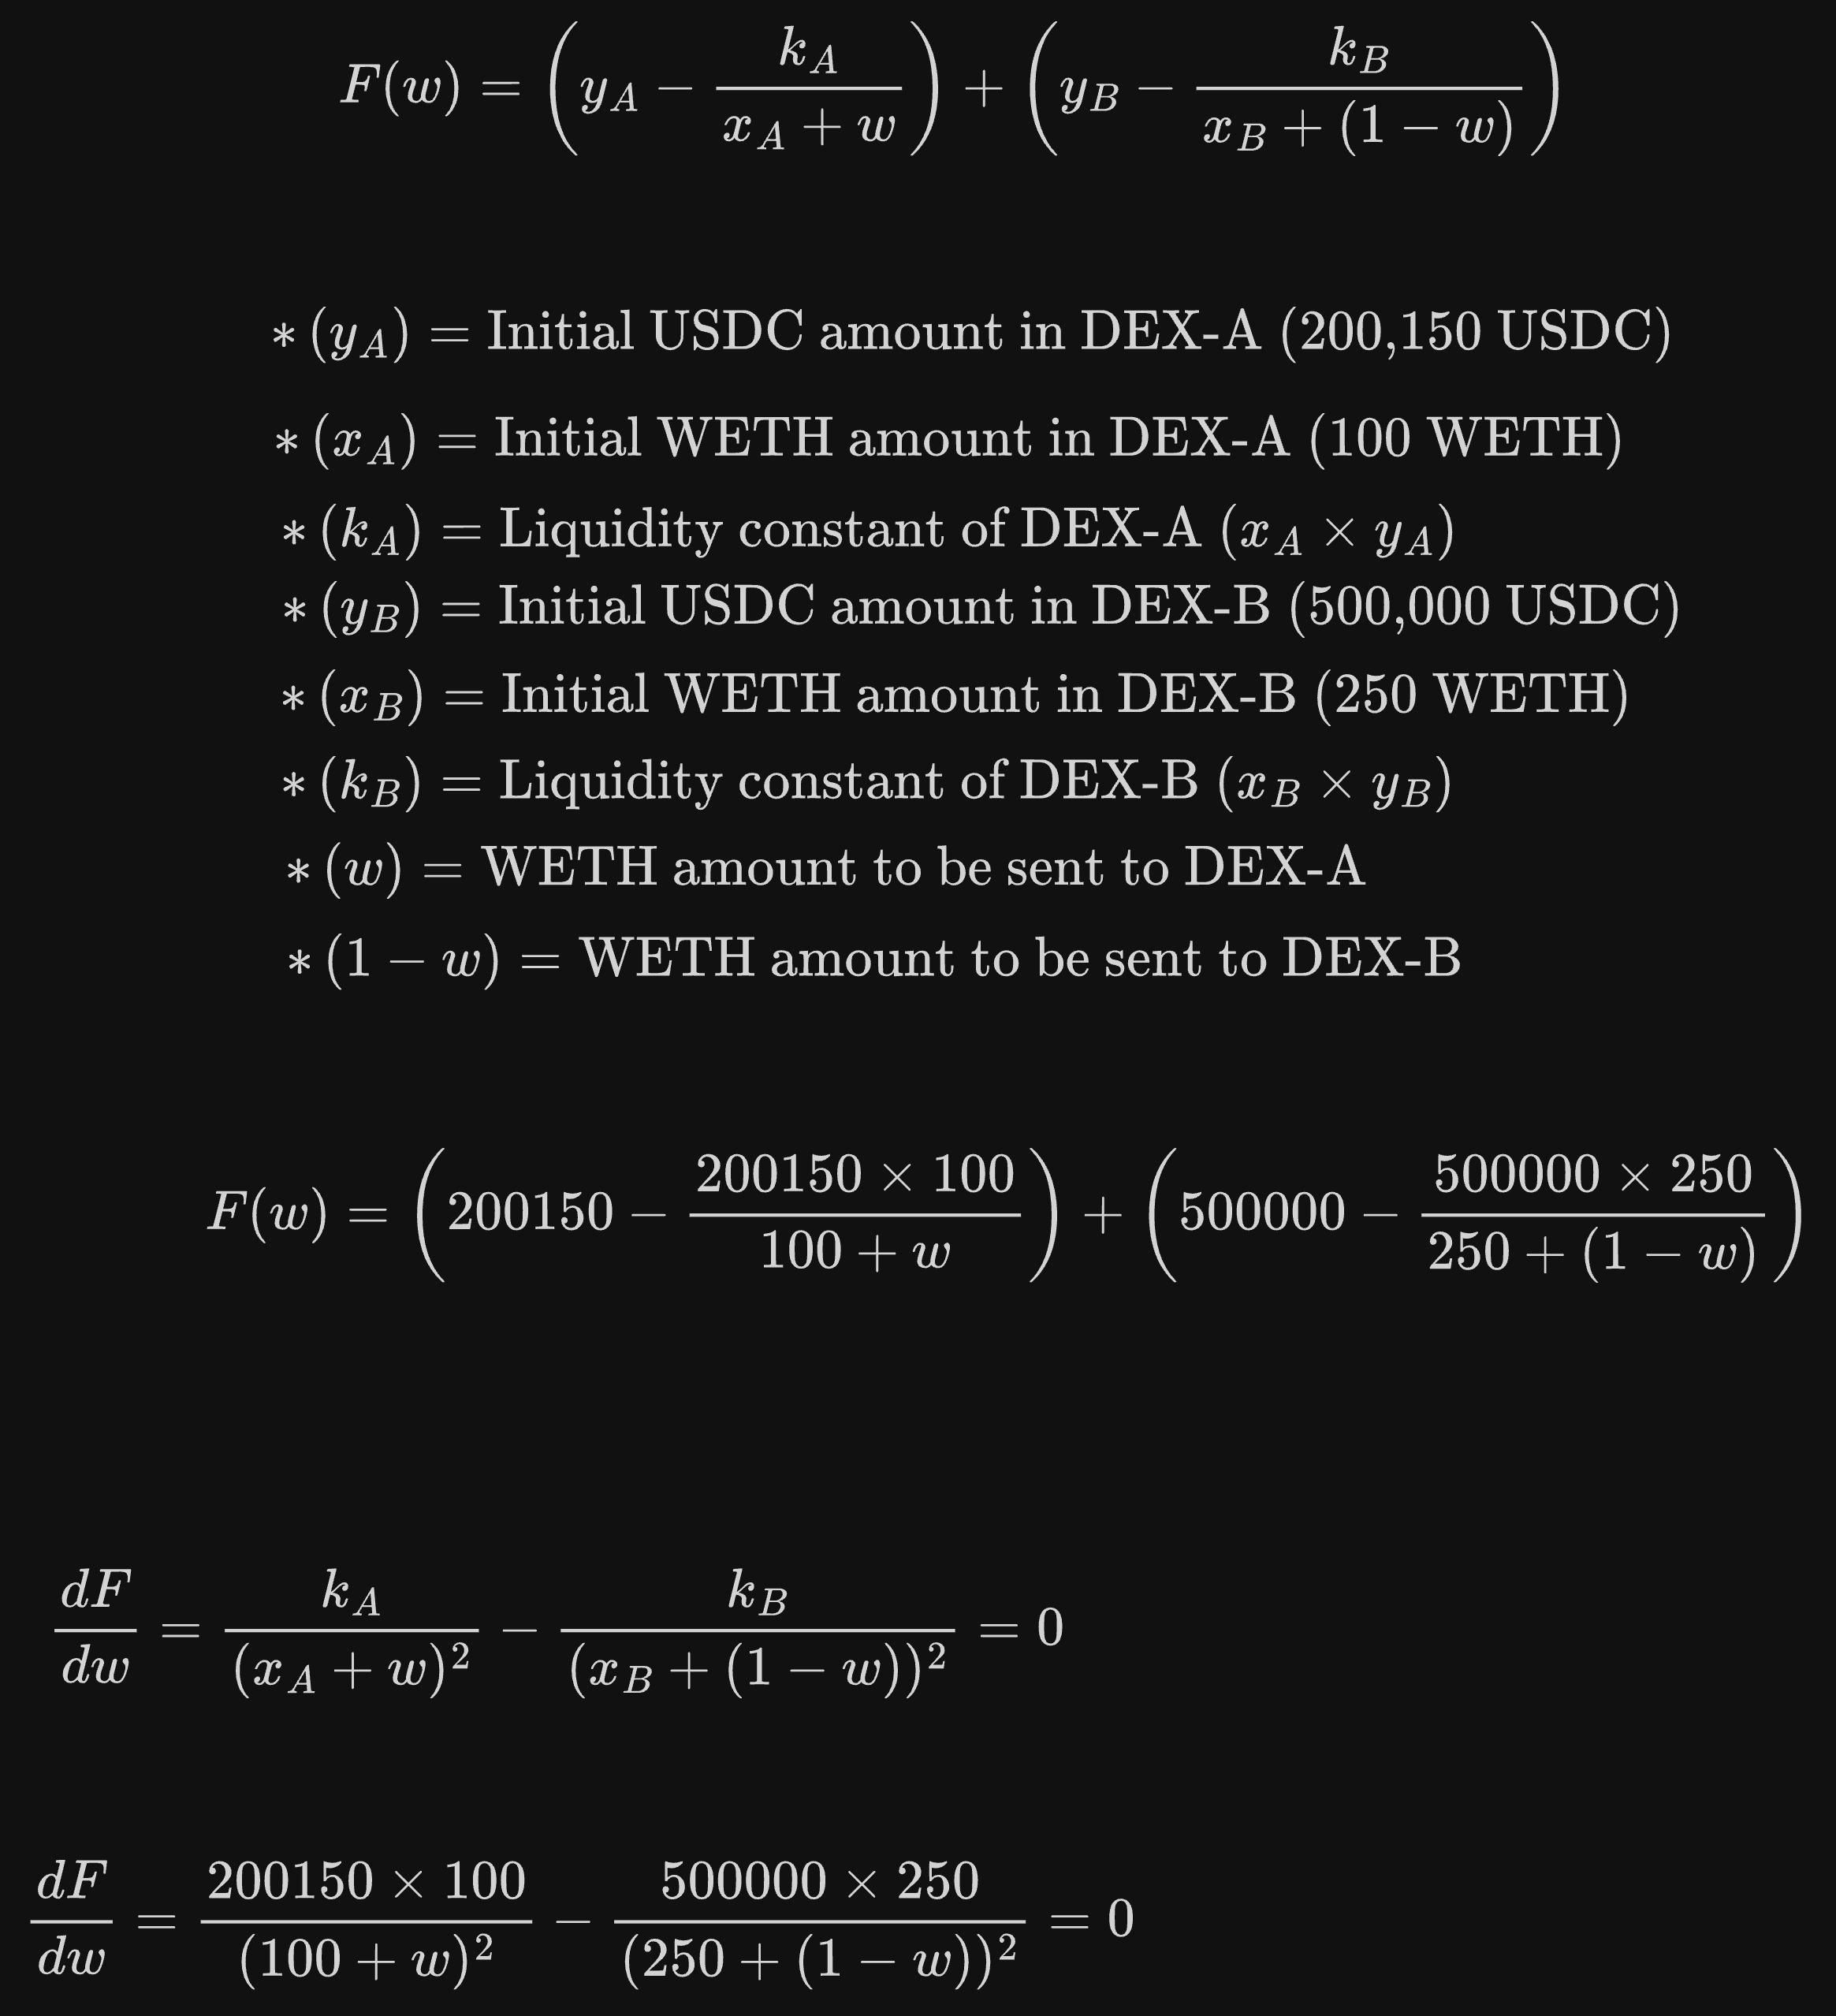 F(w) = (y_A − k_A/(x_A + w)) + (y_B − k_B/(x_B + (1 − w)))
* (y_A) = Initial USDC amount in DEX-A (200,150 USDC)
* (x_A) = Initial WETH amount in DEX-A (100 WETH)
* (k_A) = Liquidity constant of DEX-A (x_A × y_A)
* (y_B) = Initial USDC amount in DEX-B (500,000 USDC)
* (x_B) = Initial WETH amount in DEX-B (250 WETH)
* (k_B) = Liquidity constant of DEX-B (x_B × y_B)
* (w) = WETH amount to be sent to DEX-A
* (1 − w) = WETH amount to be sent to DEX-B
F(w) = (200150 − (200150 × 100)/(100 + w)) + (500000 − (500000 × 250)/(250 + (1 − w)))
dF/dw = k_A/(x_A + w)² − k_B/(x_B + (1 − w))² = 0
dF/dw = (200150 × 100)/(100 + w)² − (500000 × 250)/(250 + (1 − w))² = 0